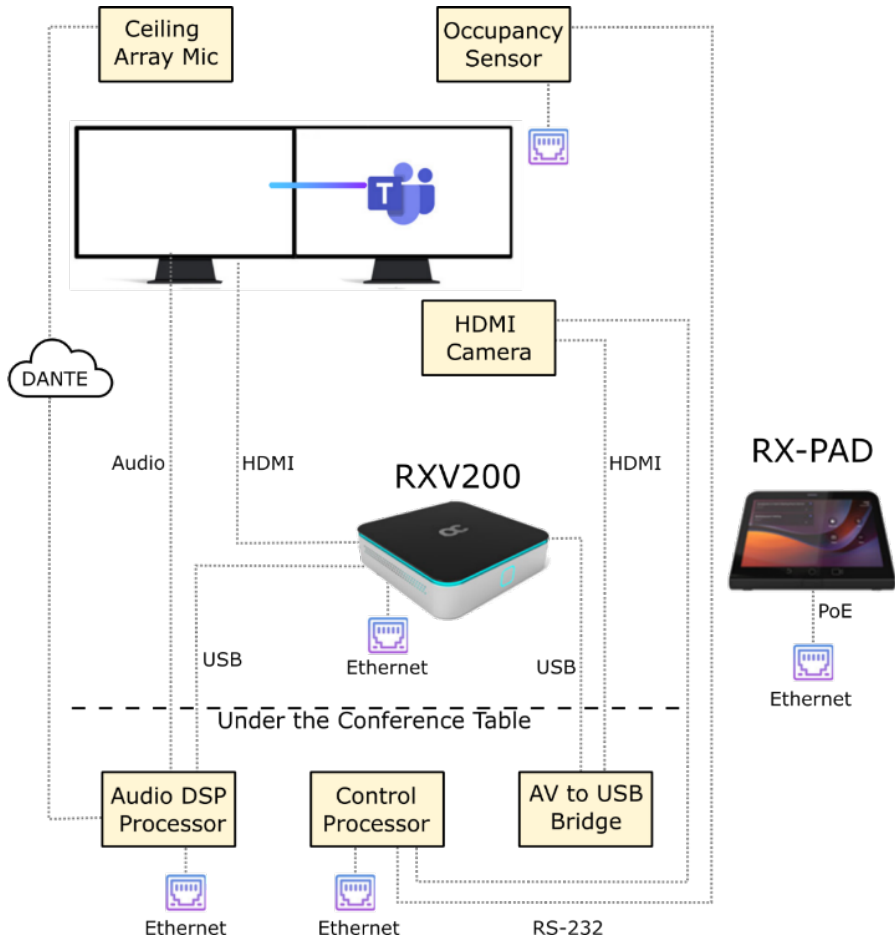 Ceiling
Array Mic
Occupancy
Sensor
T
HDMI
Camera
DANTE
Audio
HDMI
HDMI
RXV200
RX-PAD
USB
Ethernet
USB
PoE
Ethernet
Under the Conference Table
Audio DSP
Processor
Control
Processor
AV to USB
Bridge
Ethernet
Ethernet
RS-232